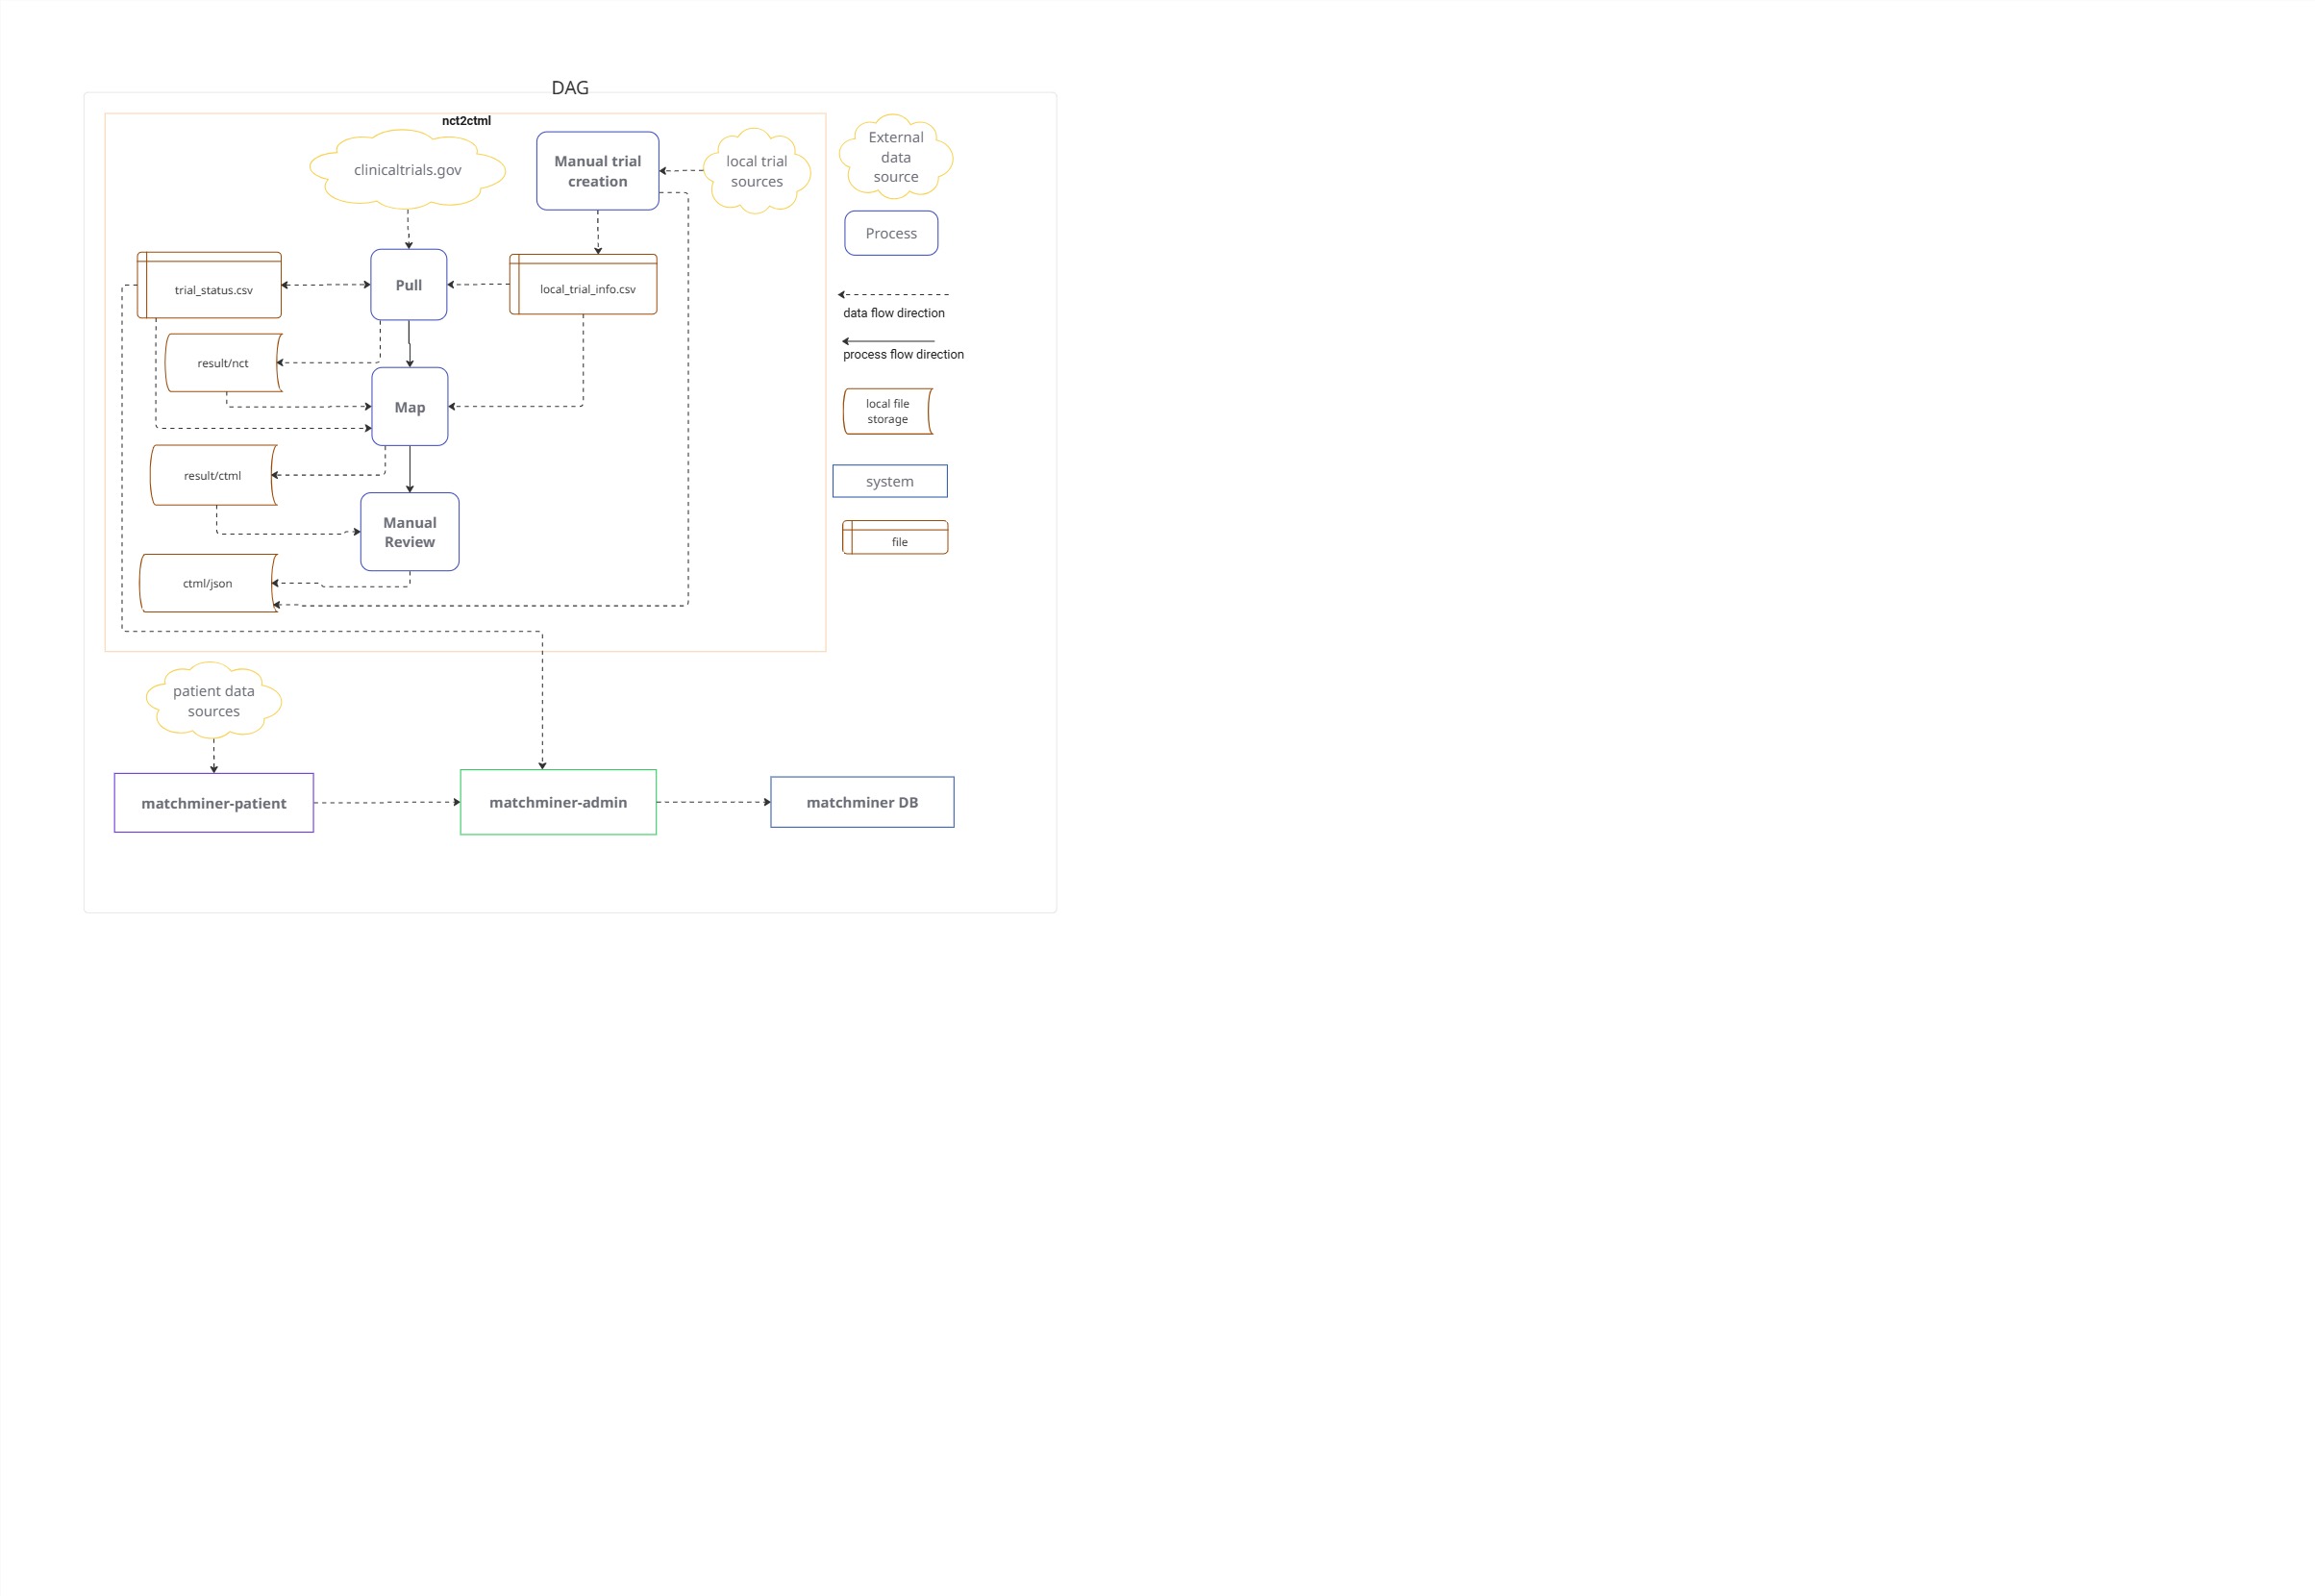 DAG
nct2ctml
clinicaltrials.gov
Manual trial
creation
local trial
sources
External
data
source
Process
trial_status.csv
Pull
local_trial_info.csv
data flow direction
process flow direction
result/nct
Map
local file
storage
result/ctml
system
Manual
Review
file
ctml/json
patient data
sources
matchminer-patient
matchminer-admin
matchminer DB